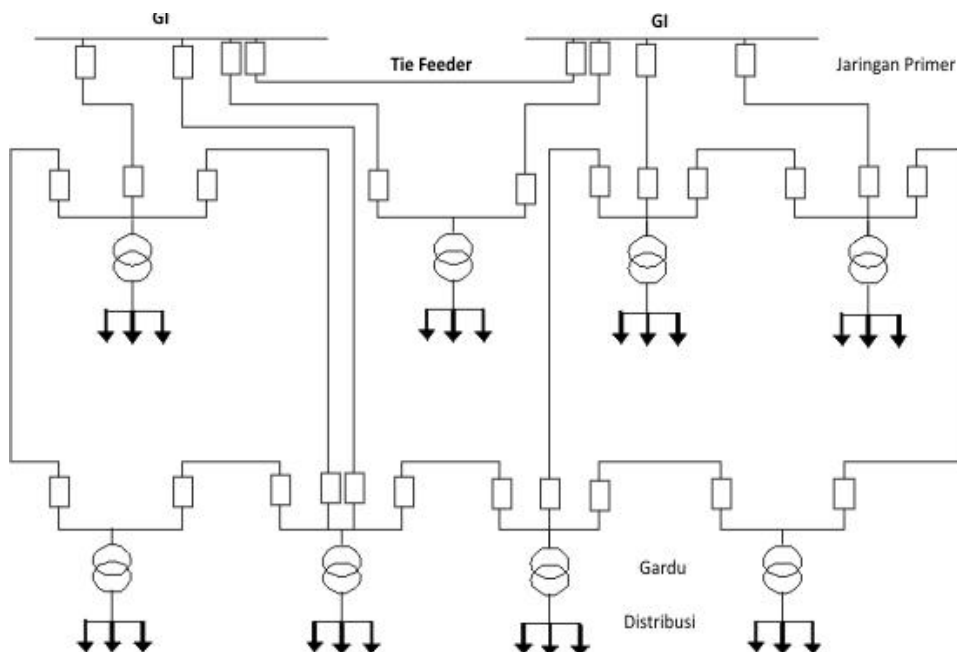 GI
GI
Tie Feeder
Jaringan Primer
Gardu
Distribusi